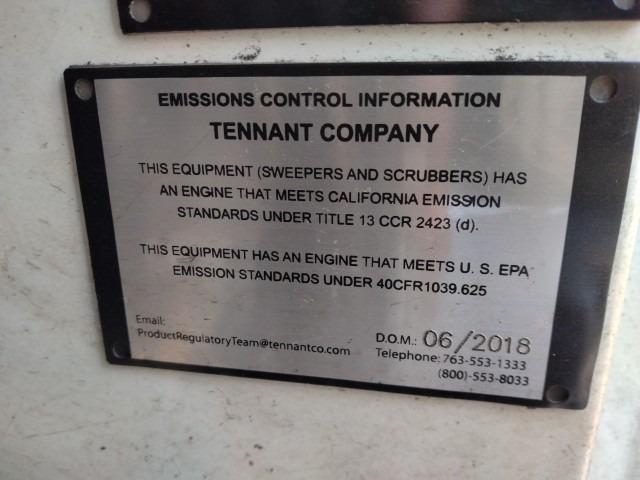 EMISSIONS CONTROL INFORMATION
TENNANT COMPANY
THIS EQUIPMENT (SWEEPERS AND SCRUBBERS) HAS
AN ENGINE THAT MEETS CALIFORNIA EMISSION
STANDARDS UNDER TITLE 13 CCR 2423 (d).
THIS EQUIPMENT HAS AN ENGINE THAT MEETS U. S. EPA
EMISSION STANDARDS UNDER 40CFR1039.625
Email:
ProductRegulatoryTeam@tennantco.com
D.O.M.: 06/2018
Telephone: 763-553-1333
(800)-553-8033